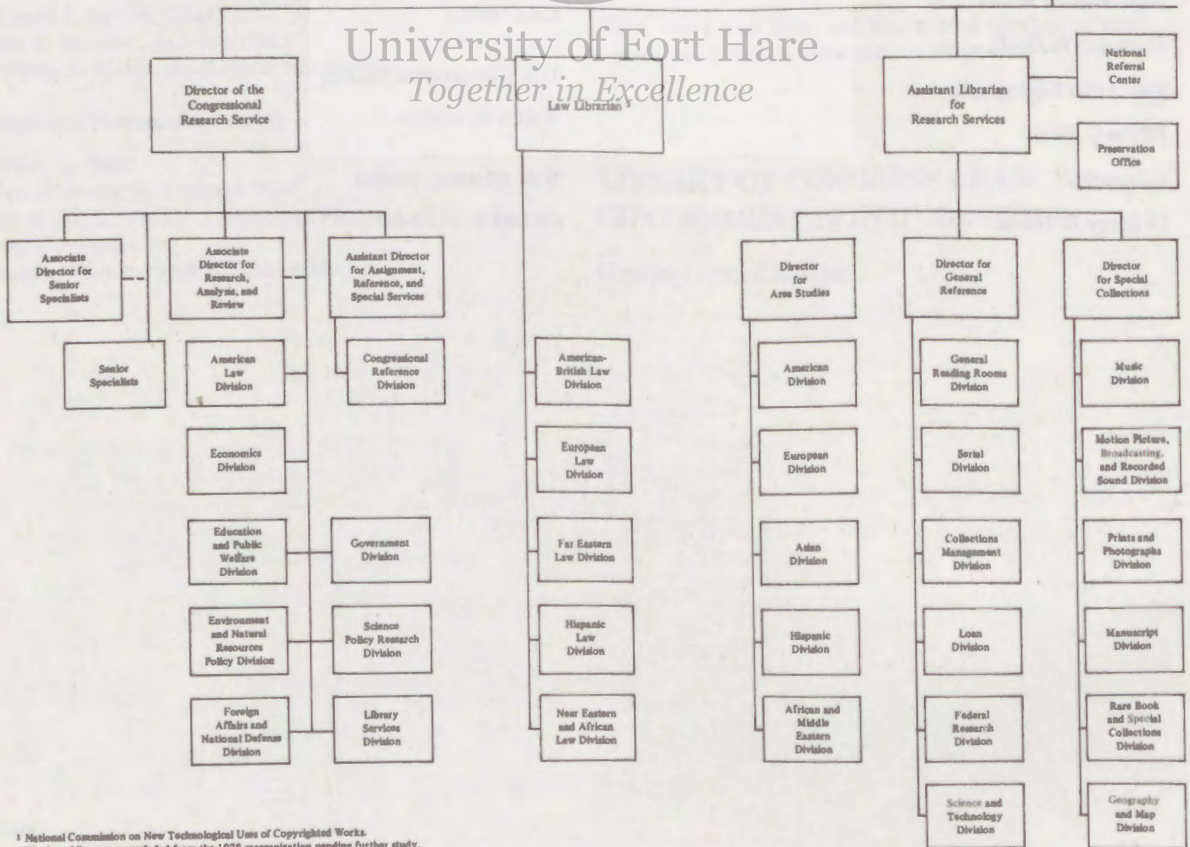 University of Fort Hare
Together in Excellence
Director of the
Congressional
Research Service
Law Librarian
Assistant Librarian
for
Research Services
National
Referral
Center
Preservation
Office
Associate
Director for
Senior
Specialists
Associate
Director for
Research,
Analysis, and
Review
Assistant Director
for Assignment,
Reference, and
Special Services
Director
for
Area Studies
Director for
General
Reference
Director
for Special
Collections
Senior
Specialists
American
Law
Division
Congressional
Reference
Division
American-
British Law
Division
American
Division
General
Reading Rooms
Division
Music
Division
Economics
Division
European
Law
Division
European
Division
Serial
Division
Motion Picture,
Broadcasting,
and Recorded
Sound Division
Education
and Public
Welfare
Division
Government
Division
Far Eastern
Law Division
Asian
Division
Collections
Management
Division
Prints and
Photographs
Division
Environment
and Natural
Resources
Policy Division
Science
Policy Research
Division
Hispanic
Law
Division
Hispanic
Division
Loan
Division
Manuscript
Division
Foreign
Affairs and
National Defense
Division
Library
Services
Division
Near Eastern
and African
Law Division
African and
Middle
Eastern
Division
Federal
Research
Division
Rare Book
and Special
Collections
Division
Science and
Technology
Division
Geography
and Map
Division
1 National Commission on New Technological Uses of Copyrighted Works.
from the 1978 reorganization pending further study.